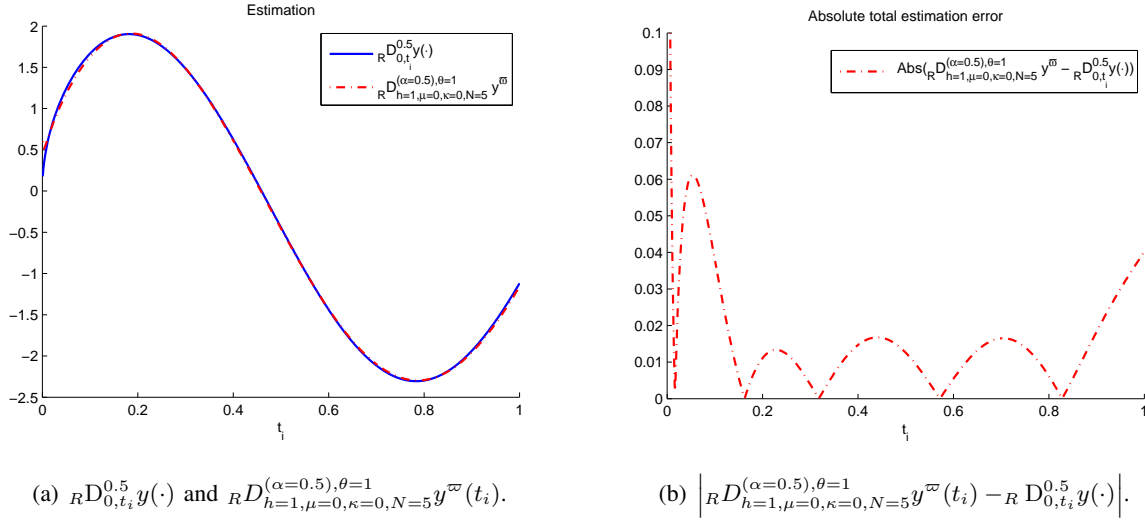 Estimation
2
1.5
1
0.5
0
−0.5
−1
−1.5
−2
−2.5
0 0.2 0.4 0.6 0.8 1
t_i
_R D^{0.5}_{0,t_i} y(·)
_R D^{(α=0.5),θ=1}_{h=1,μ=0,κ=0,N=5} y^ϖ
Absolute total estimation error
0.1
0.09
0.08
0.07
0.06
0.05
0.04
0.03
0.02
0.01
0
0 0.2 0.4 0.6 0.8 1
t_i
Abs(_R D^{(α=0.5),θ=1}_{h=1,μ=0,κ=0,N=5} y^ϖ − _R D^{0.5}_{0,t_i} y(·))
(a) _R D^{0.5}_{0,t_i} y(·) and _R D^{(α=0.5),θ=1}_{h=1,μ=0,κ=0,N=5} y^ϖ(t_i).
(b) |_R D^{(α=0.5),θ=1}_{h=1,μ=0,κ=0,N=5} y^ϖ(t_i) −_R D^{0.5}_{0,t_i} y(·)|.